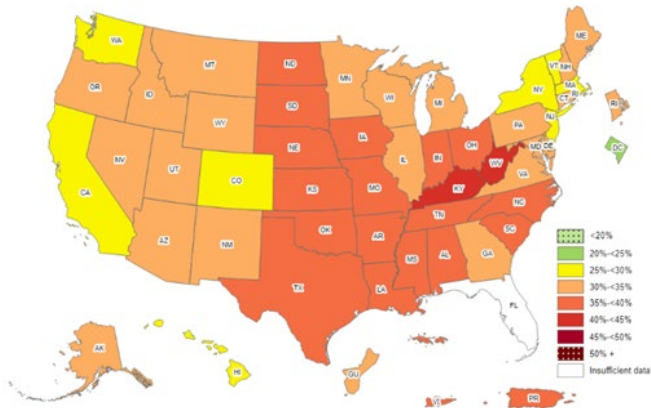 WA
MT
ND
MN
ME
VT
NH
OR
ID
SD
WI
MI
NY
MA
CT
RI
RI
WY
NE
IA
PA
NJ
NV
UT
CO
IL
IN
OH
MD
DE
DC
CA
KS
MO
KY
WV
VA
AZ
NM
OK
AR
TN
NC
TX
LA
MS
AL
GA
SC
FL
AK
HI
GU
VI
PR
<20%
20%-<25%
25%-<30%
30%-<35%
35%-<40%
40%-<45%
45%-<50%
50% +
Insufficient data